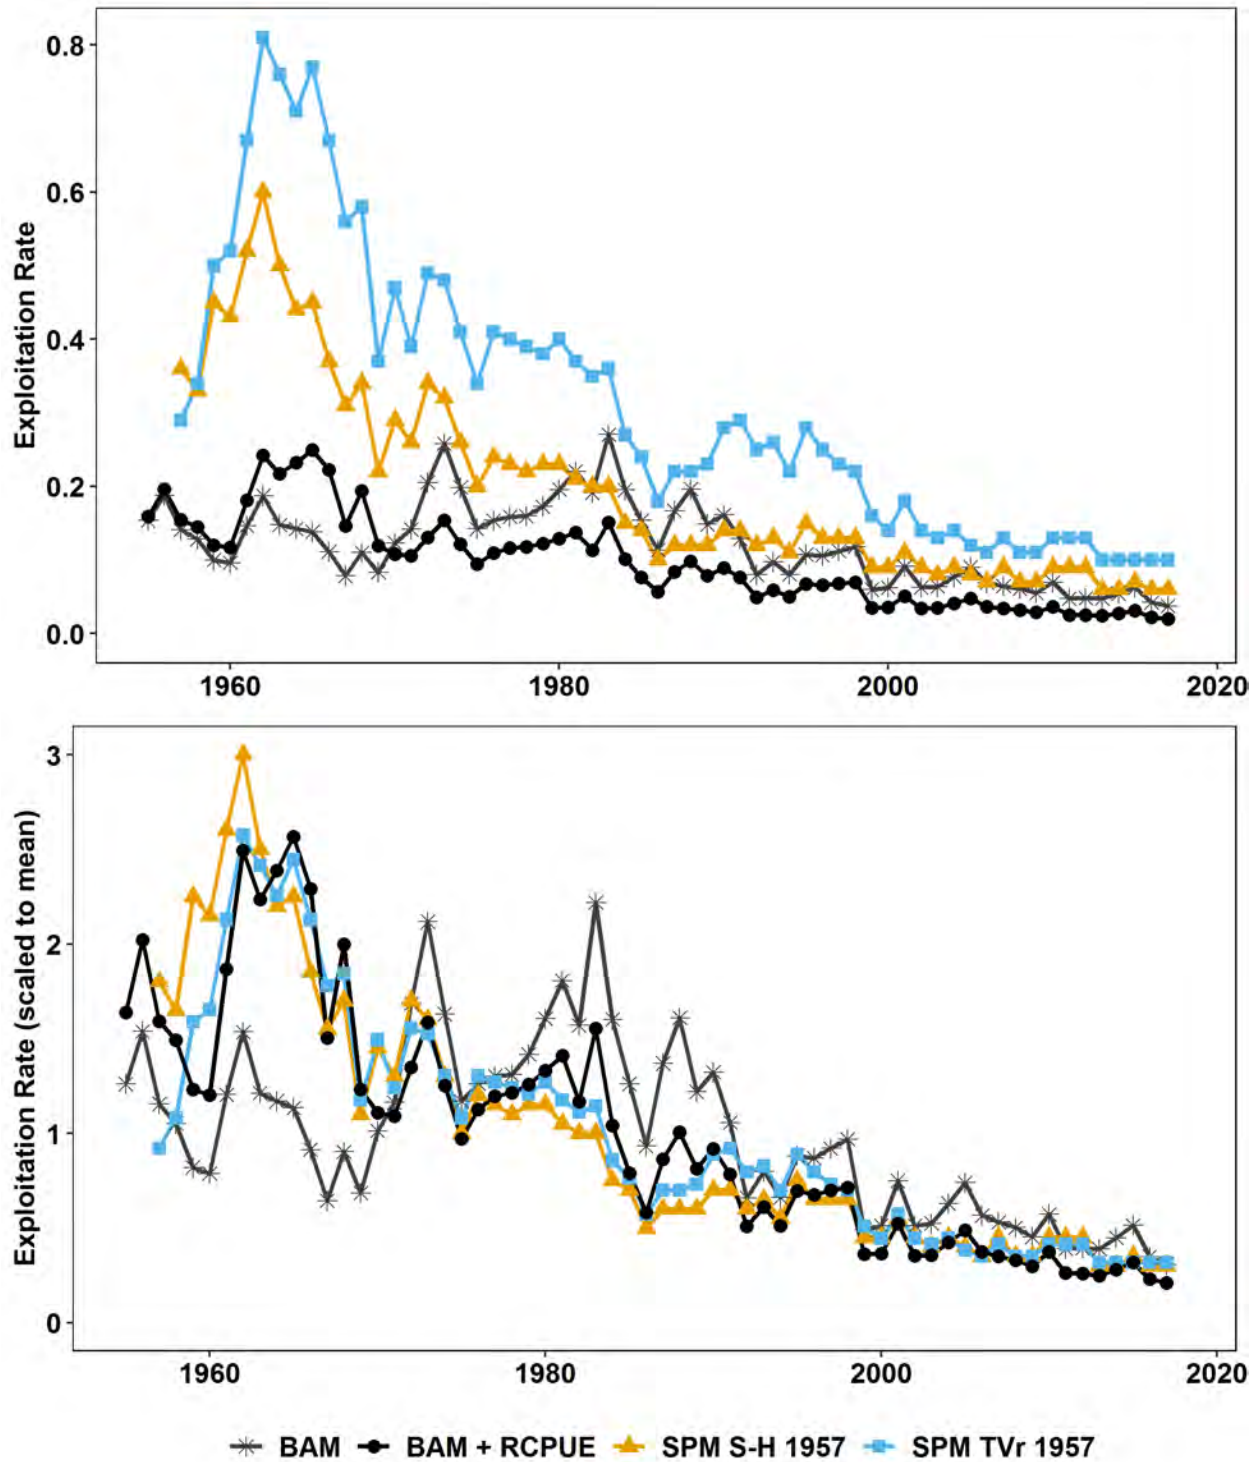 Exploitation Rate
0.8
0.6
0.4
0.2
0.0
1960 1980 2000 2020
Exploitation Rate (scaled to mean)
3
2
1
0
1960 1980 2000 2020
BAM BAM + RCPUE SPM S-H 1957 SPM TVr 1957